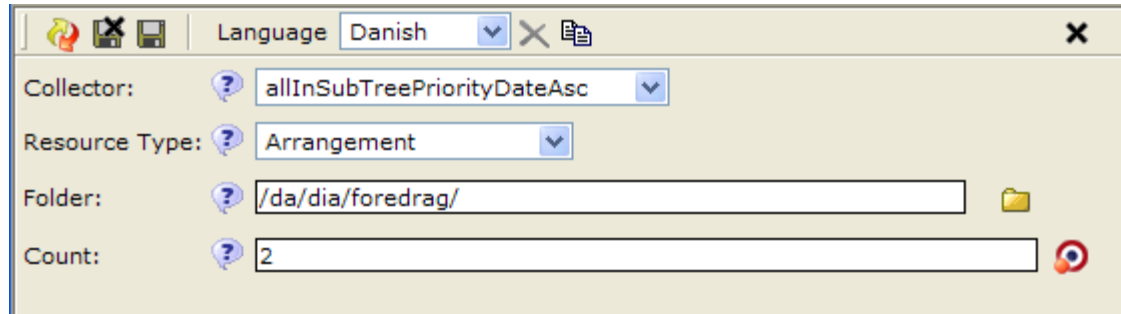 Language Danish
Collector: allInSubTreePriorityDateAsc
Resource Type: Arrangement
Folder: /da/dia/foredrag/
Count: 2